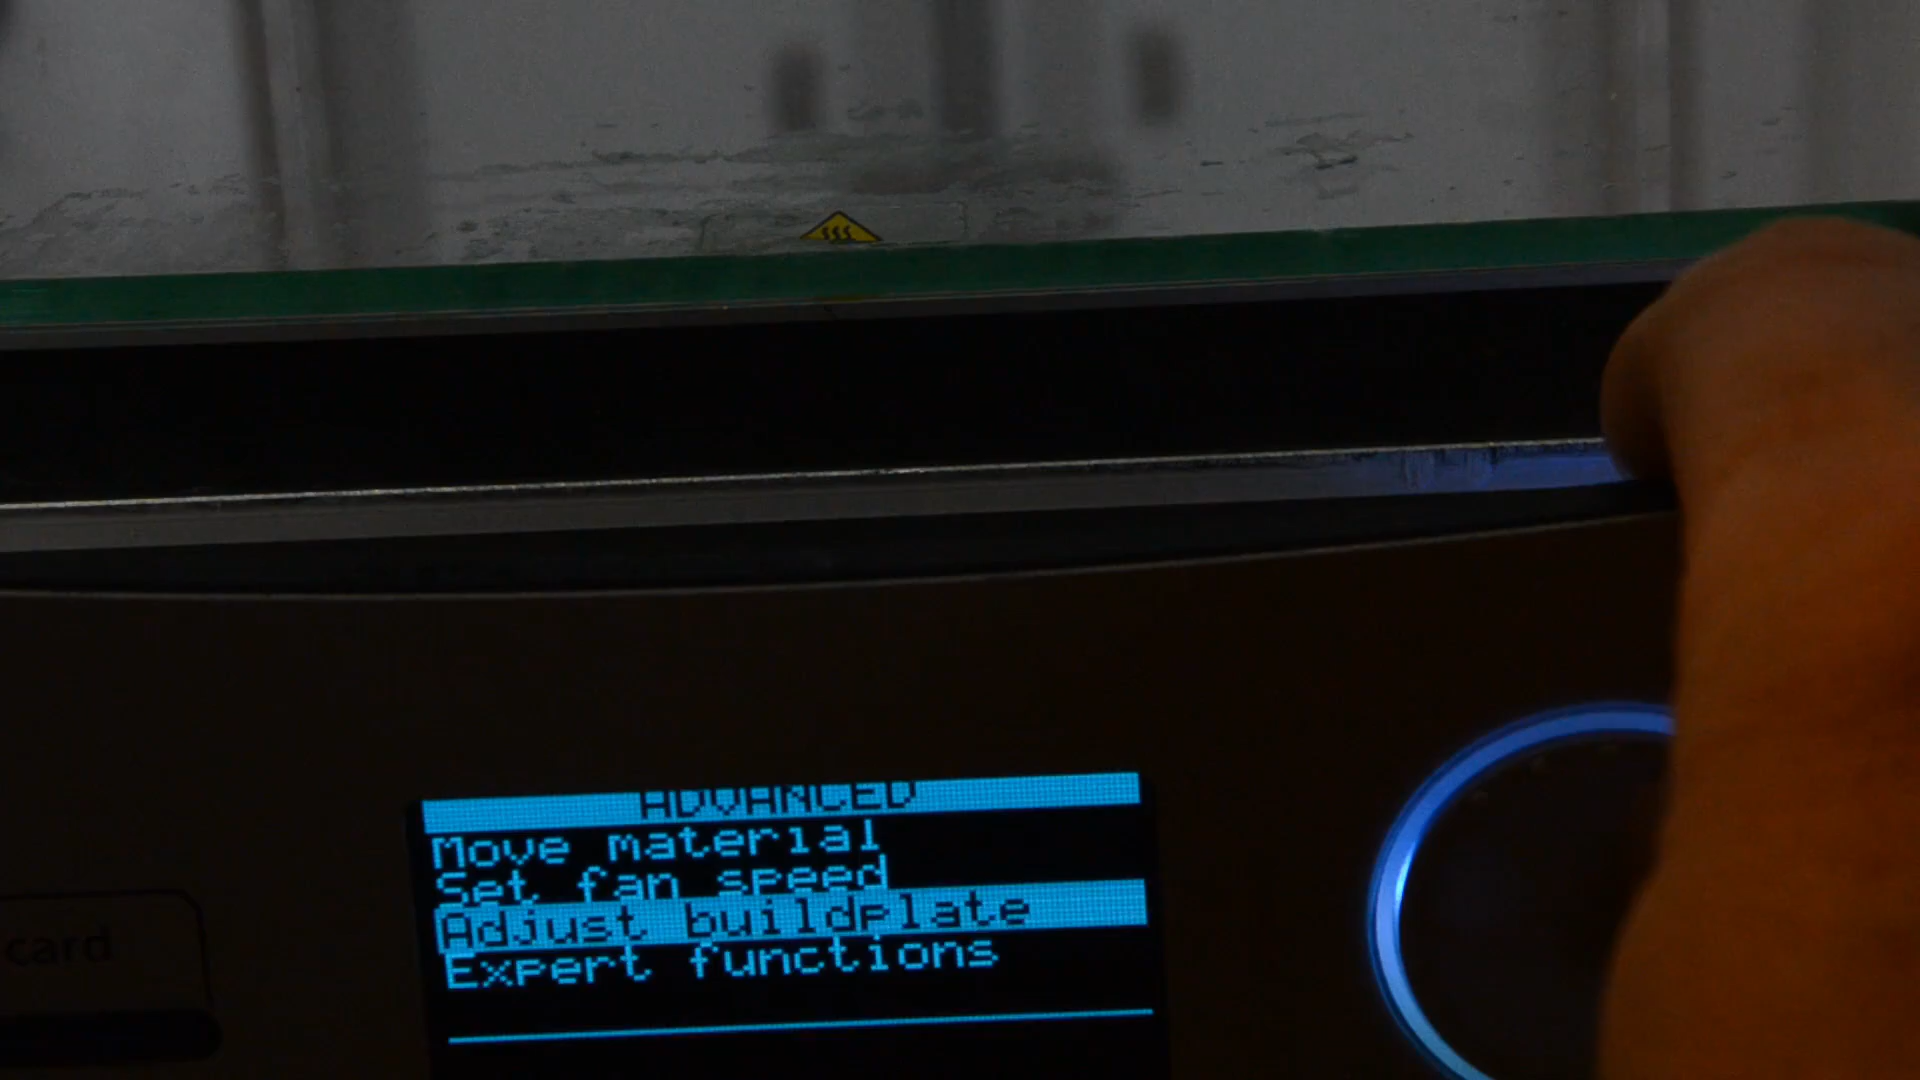 ADVANCED
Move material
Set fan speed
Adjust buildplate
Expert functions
card